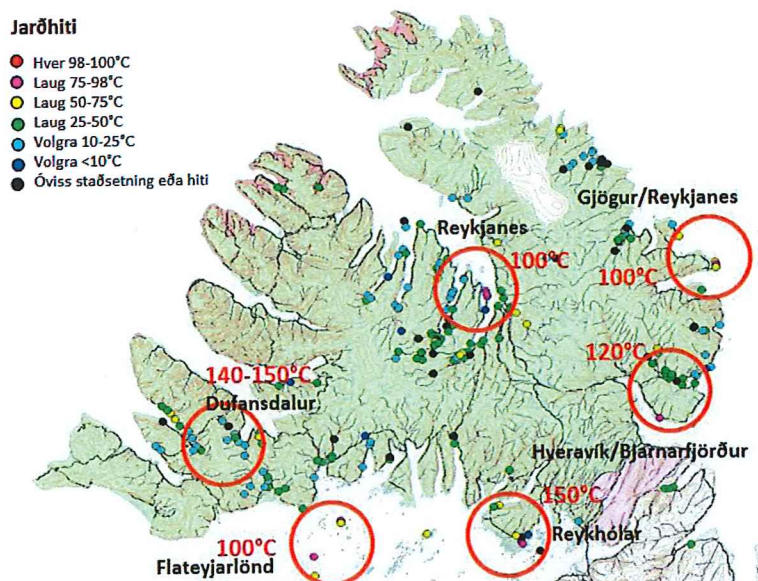 Jarðhiti
Hver 98-100°C
Laug 75-98°C
Laug 50-75°C
Laug 25-50°C
Volgra 10-25°C
Volgra <10°C
Óviss staðsetning eða hiti
Gjögur/Reykjanes
100°C
Reykjanes
100°C
120°C
Hveravík/Bjarnarfjörður
140-150°C
Dufansdalur
150°C
Reykhólar
100°C
Flateyjarlönd